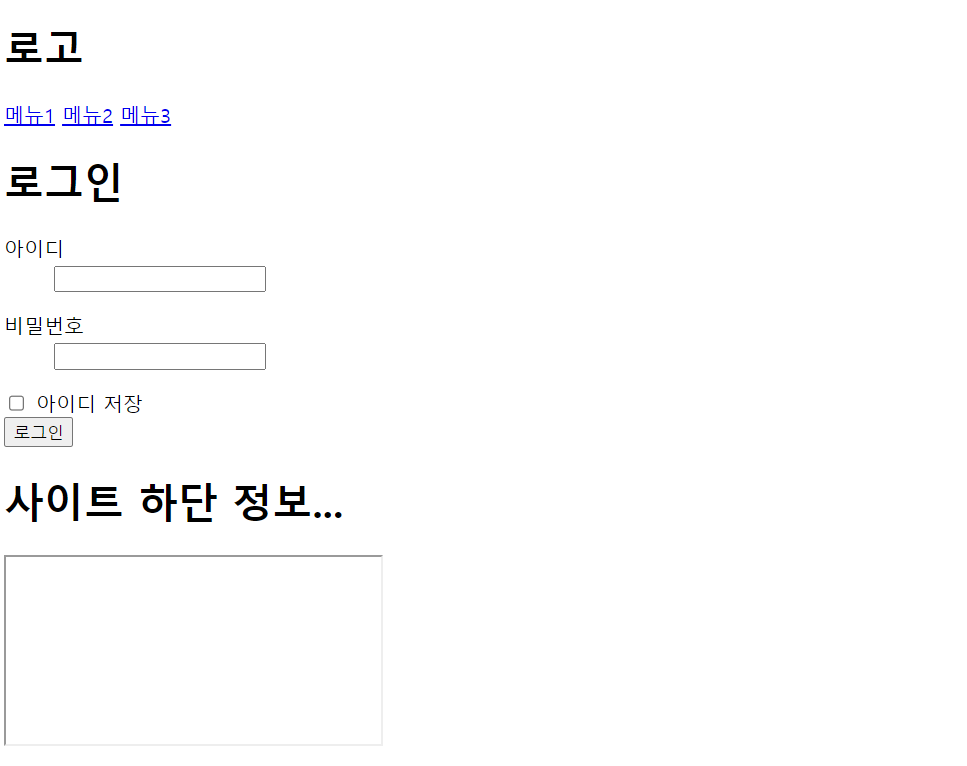 로고
메뉴1 메뉴2 메뉴3
로그인
아이디
비밀번호
아이디 저장
로그인
사이트 하단 정보...